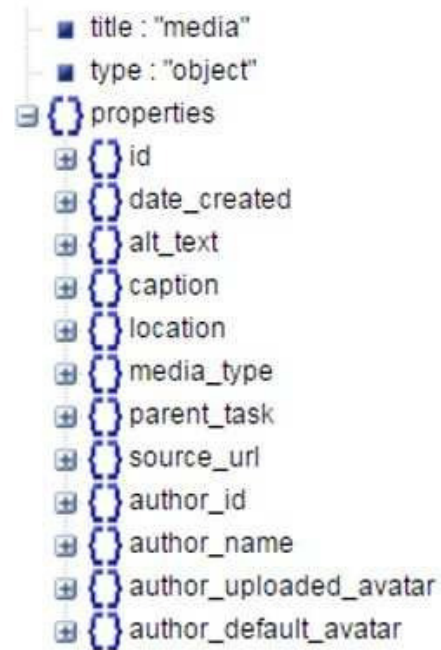 title : "media"
type : "object"
properties
id
date_created
alt_text
caption
location
media_type
parent_task
source_url
author_id
author_name
author_uploaded_avatar
author_default_avatar